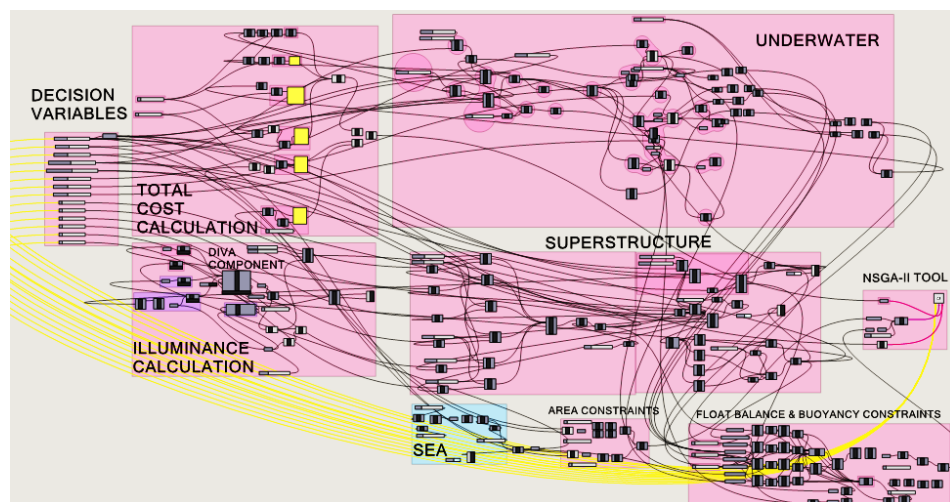 UNDERWATER
DECISION
VARIABLES
TOTAL
COST
CALCULATION
DIVA
COMPONENT
ILLUMINANCE
CALCULATION
SUPERSTRUCTURE
NSGA-II TOOL
SEA
AREA CONSTRAINTS
FLOAT BALANCE & BUOYANCY CONSTRAINTS